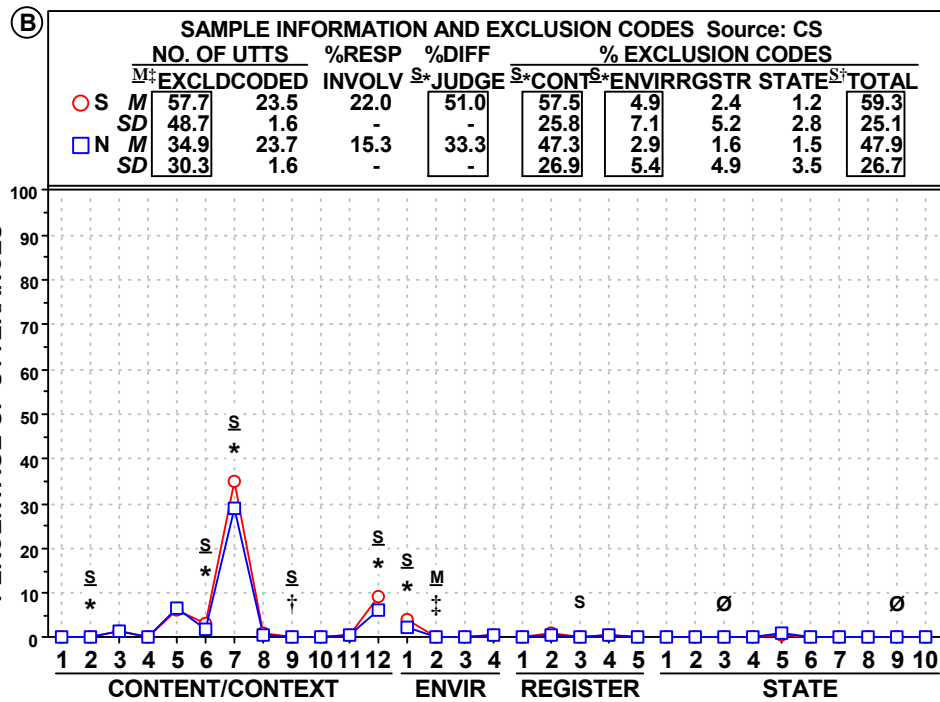 B
SAMPLE INFORMATION AND EXCLUSION CODES Source: CS
NO. OF UTTS %RESP %DIFF % EXCLUSION CODES
M‡EXCLD CODED INVOLV S*JUDGE S*CONT S*ENVIR RGSTR STATE S†TOTAL
S M 57.7 23.5 22.0 51.0 57.5 4.9 2.4 1.2 59.3
SD 48.7 1.6 - - 25.8 7.1 5.2 2.8 25.1
N M 34.9 23.7 15.3 33.3 47.3 2.9 1.6 1.5 47.9
SD 30.3 1.6 - - 26.9 5.4 4.9 3.5 26.7
100
90
80
70
60
50
40
30
20
10
0
S
*
S
*
S
*
S
†
S
*
S
*
M
‡
S
Ø
Ø
1 2 3 4 5 6 7 8 9 10 11 12 1 2 3 4 1 2 3 4 5 1 2 3 4 5 6 7 8 9 10
CONTENT/CONTEXT ENVIR REGISTER STATE